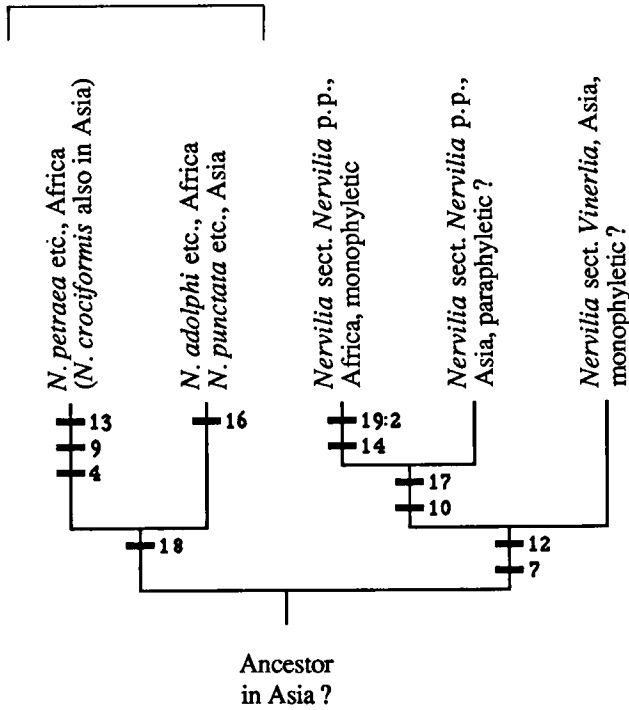 N. petraea etc., Africa
(N. crociformis also in Asia)
N. adolphi etc., Africa
N. punctata etc., Asia
Nervilia sect. Nervilia p.p.,
Africa, monophyletic
Nervilia sect. Nervilia p.p.,
Asia, paraphyletic ?
Nervilia sect. Vinerlia, Asia,
monophyletic ?
13
9
4
16
19:2
14
17
10
18
12
7
Ancestor
in Asia ?